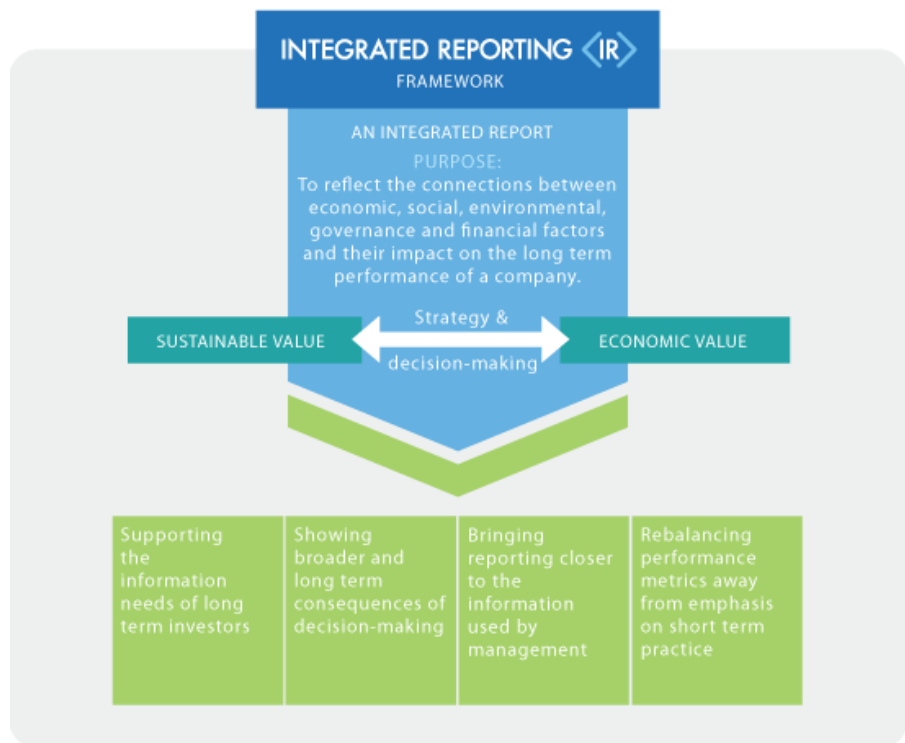 INTEGRATED REPORTING <IR>
FRAMEWORK
AN INTEGRATED REPORT
PURPOSE:
To reflect the connections between
economic, social, environmental,
governance and financial factors
and their impact on the long term
performance of a company.
Strategy &
SUSTAINABLE VALUE
ECONOMIC VALUE
decision-making
Supporting
the
information
needs of long
term investors
Showing
broader and
long term
consequences of
decision-making
Bringing
reporting closer
to the
information
used by
management
Rebalancing
performance
metrics away
from emphasis
on short term
practice